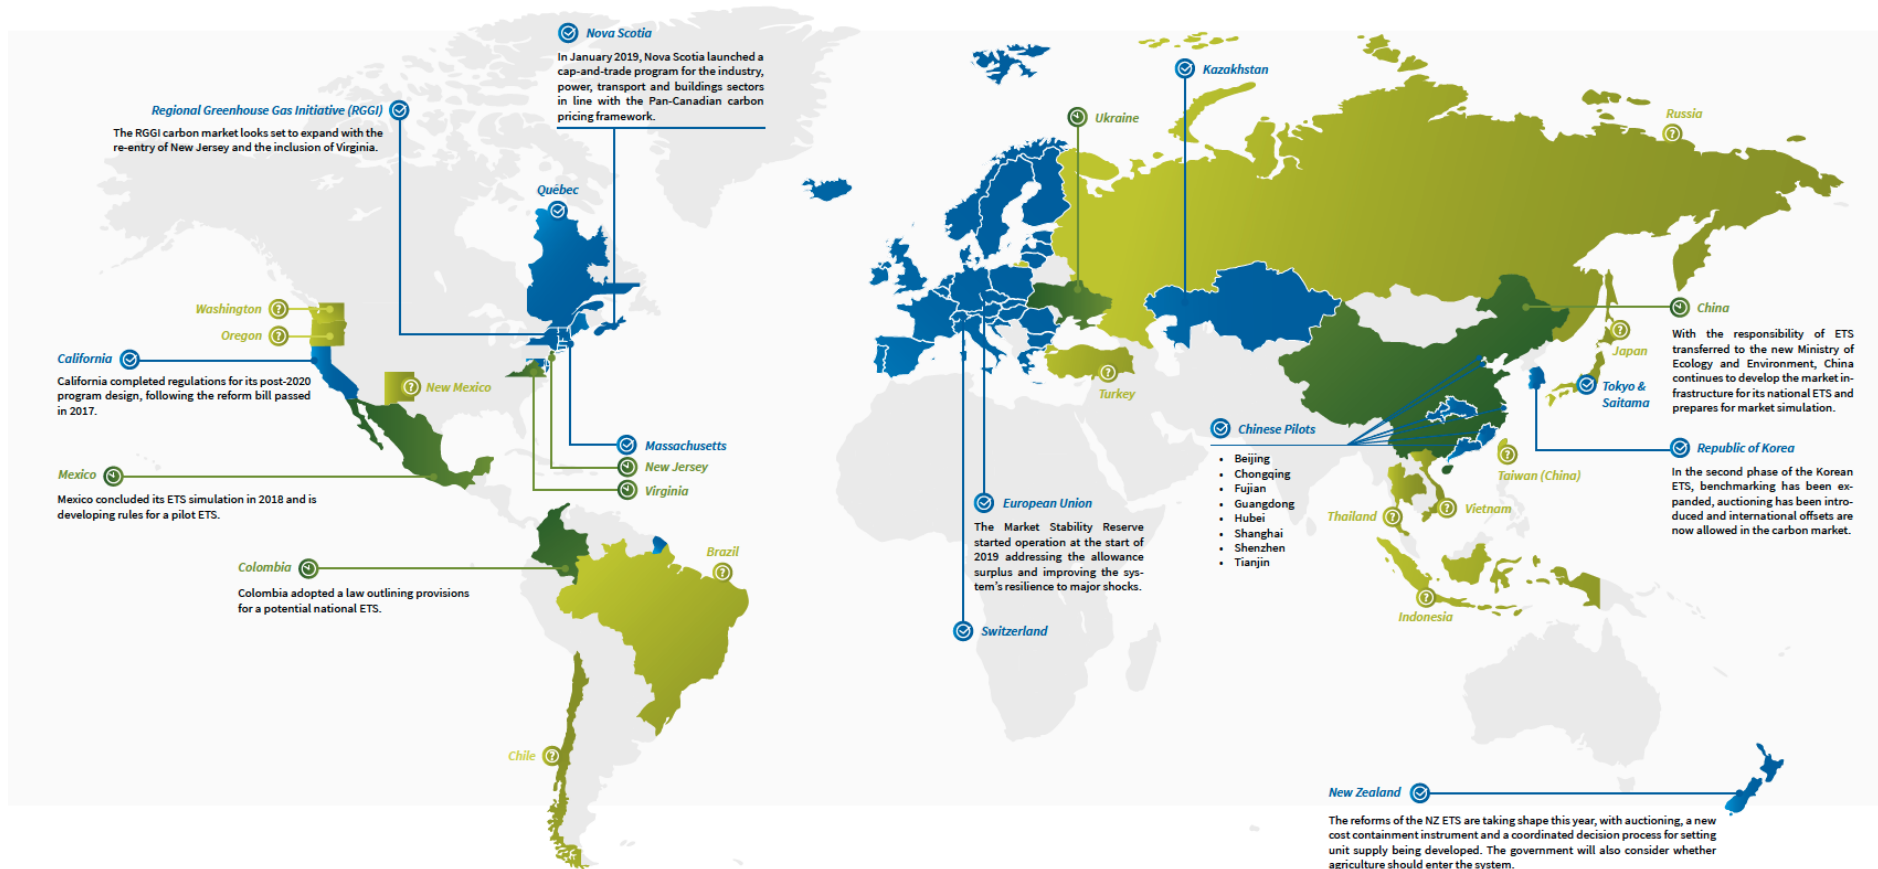 Nova Scotia
In January 2019, Nova Scotia launched a
cap-and-trade program for the industry,
power, transport and buildings sectors
in line with the Pan-Canadian carbon
pricing framework.
Kazakhstan
Regional Greenhouse Gas Initiative (RGGI)
The RGGI carbon market looks set to expand with the
re-entry of New Jersey and the inclusion of Virginia.
Ukraine
Russia
Québec
Washington
Oregon
California
California completed regulations for its post-2020
program design, following the reform bill passed
in 2017.
New Mexico
Turkey
China
With the responsibility of ETS
transferred to the new Ministry of
Ecology and Environment, China
continues to develop the market in-
frastructure for its national ETS and
prepares for market simulation.
Japan
Tokyo &
Saitama
Massachusetts
New Jersey
Virginia
Mexico
Mexico concluded its ETS simulation in 2018 and is
developing rules for a pilot ETS.
Chinese Pilots
• Beijing
• Chongqing
• Fujian
• Guangdong
• Hubei
• Shanghai
• Shenzhen
• Tianjin
Republic of Korea
In the second phase of the Korean
ETS, benchmarking has been ex-
panded, auctioning has been intro-
duced and international offsets are
now allowed in the carbon market.
Taiwan (China)
Thailand
Vietnam
European Union
The Market Stability Reserve
started operation at the start of
2019 addressing the allowance
surplus and improving the sys-
tem's resilience to major shocks.
Brazil
Colombia
Colombia adopted a law outlining provisions
for a potential national ETS.
Indonesia
Switzerland
Chile
New Zealand
The reforms of the NZ ETS are taking shape this year, with auctioning, a new
cost containment instrument and a coordinated decision process for setting
unit supply being developed. The government will also consider whether
agriculture should enter the system.